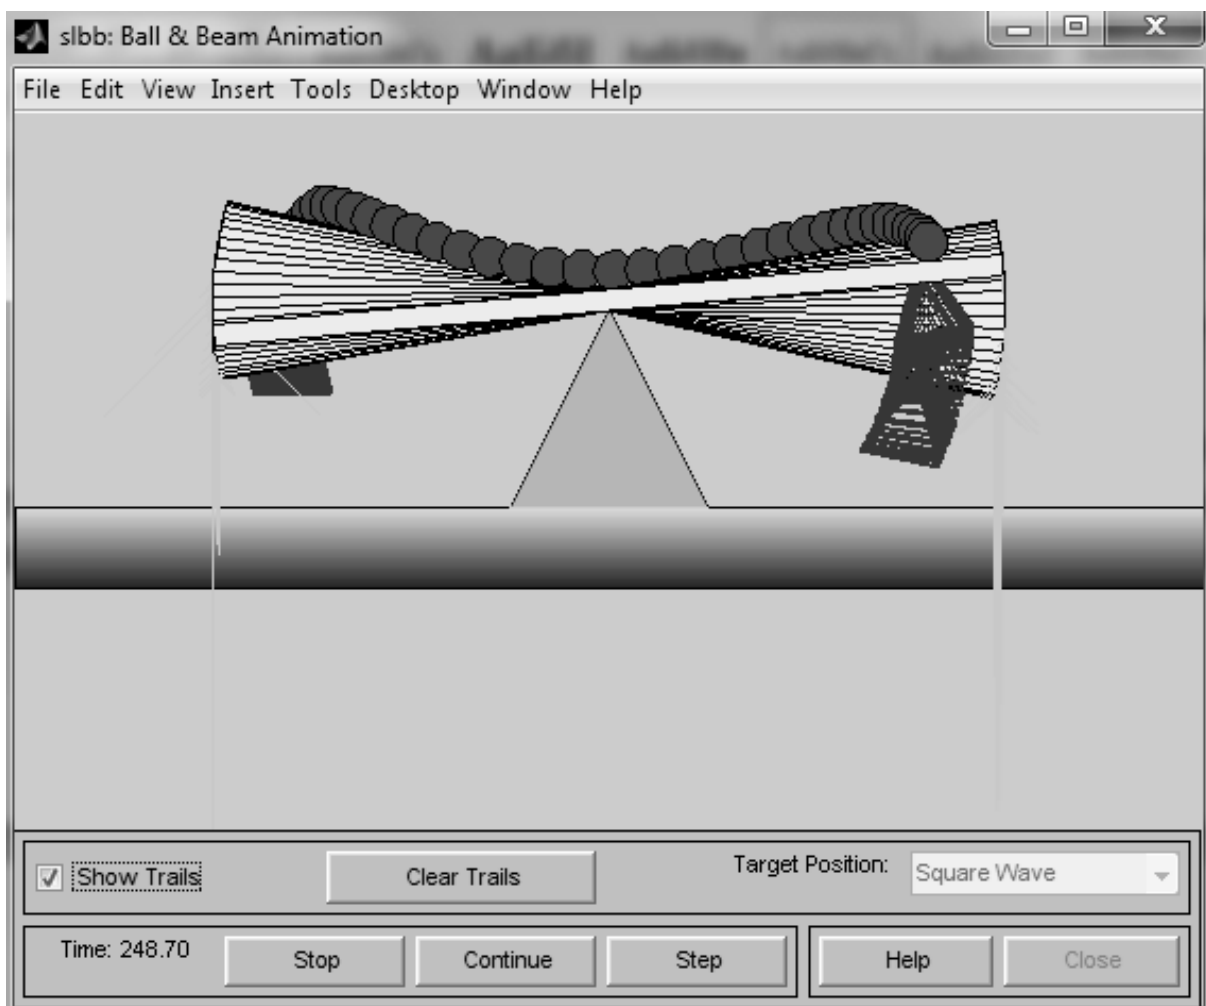 slbb: Ball & Beam Animation
File Edit View Insert Tools Desktop Window Help
Show Trails
Clear Trails
Target Position:
Square Wave
Time: 248.70
Stop
Continue
Step
Help
Close